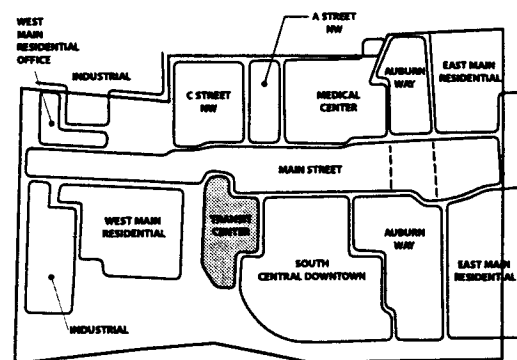 WEST
MAIN
RESIDENTIAL
OFFICE
INDUSTRIAL
A STREET
NW
C STREET
NW
MEDICAL
CENTER
AUBURN
WAY
EAST MAIN
RESIDENTIAL
MAIN STREET
WEST MAIN
RESIDENTIAL
TRANSIT
CENTER
SOUTH
CENTRAL DOWNTOWN
AUBURN
WAY
EAST MAIN
RESIDENTIAL
INDUSTRIAL